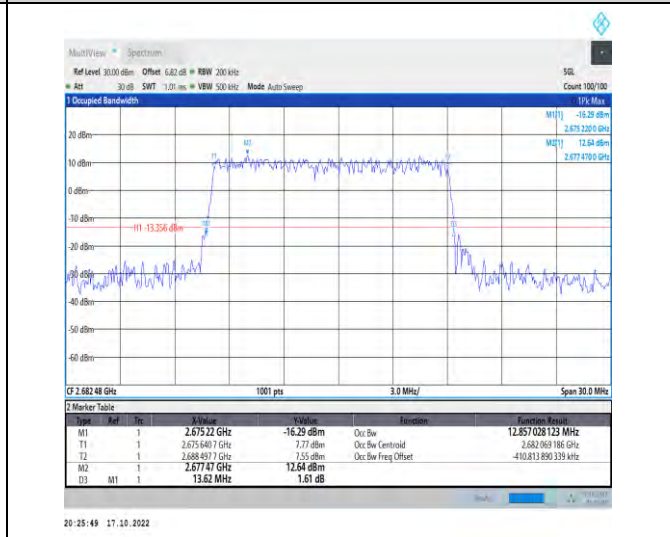 MultiView Spectrum
Ref Level 30.00 dBm Offset 6.82 dB RBW 200 kHz SGL
Att 30 dB SWT 1.01 ms VBW 500 kHz Mode Auto Sweep Count 100/100
1 Occupied Bandwidth 1Pk Max
M1[1] -16.29 dBm
2.675 2200 GHz
M2[1] 12.64 dBm
2.677 4700 GHz
20 dBm
M2
T1
10 dBm
0 dBm
-10 dBm
H1 -13.356 dBm
D3
-20 dBm
-30 dBm
-40 dBm
-50 dBm
-60 dBm
CF 2.682 48 GHz 1001 pts 3.0 MHz/ Span 30.0 MHz
2 Marker Table
Type Ref Trc X-Value Y-Value Function Function Result
M1 1 2.675 22 GHz -16.29 dBm Occ Bw 12.857 028 123 MHz
T1 1 2.675 640 7 GHz 7.77 dBm Occ Bw Centroid 2.682 069 186 GHz
T2 1 2.688 497 7 GHz 7.55 dBm Occ Bw Freq Offset -410.813 890 339 kHz
M2 1 2.677 47 GHz 12.64 dBm
D3 M1 1 13.62 MHz 1.61 dB
20:25:49 17.10.2022